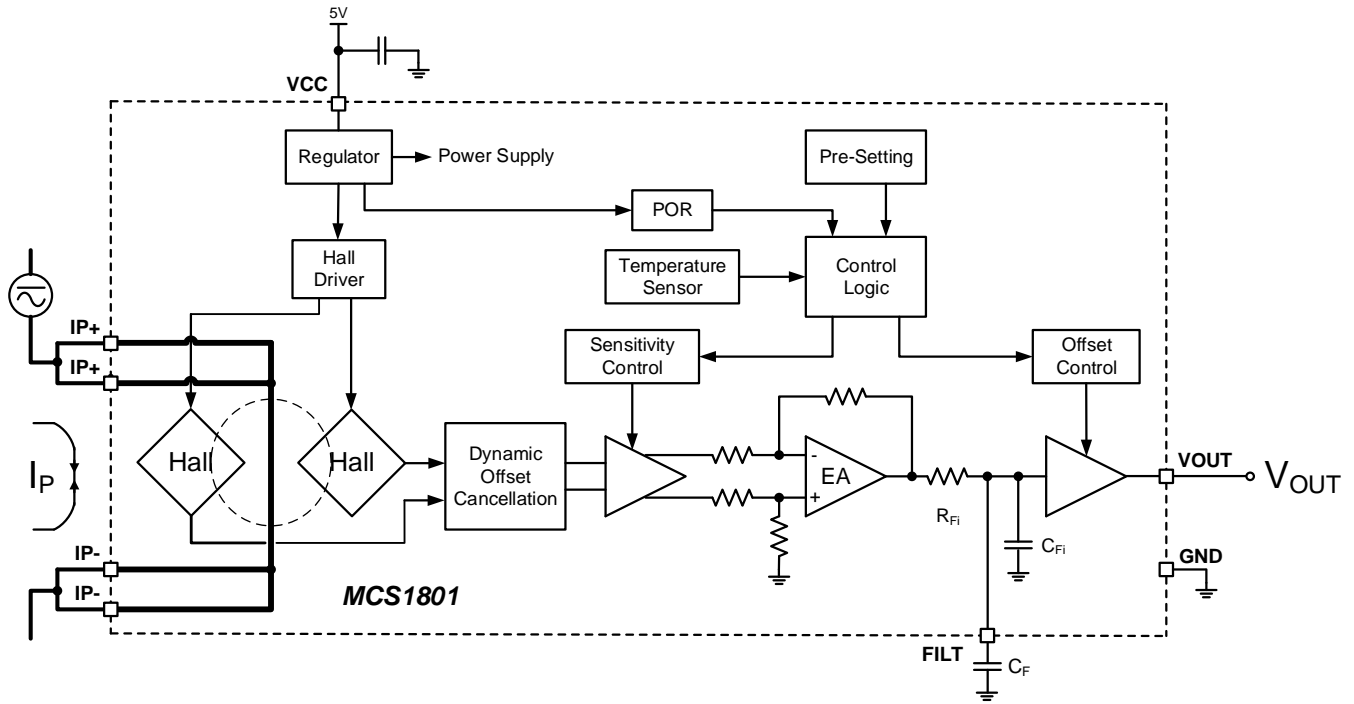 5V
VCC
Regulator
Power Supply
Pre-Setting
POR
Hall
Driver
Temperature
Sensor
Control
Logic
IP+
IP+
Sensitivity
Control
Offset
Control
Hall
Hall
Dynamic
Offset
Cancellation
-
EA
+
IP
RFi
CFi
VOUT
VOUT
GND
IP-
IP-
MCS1801
FILT
CF